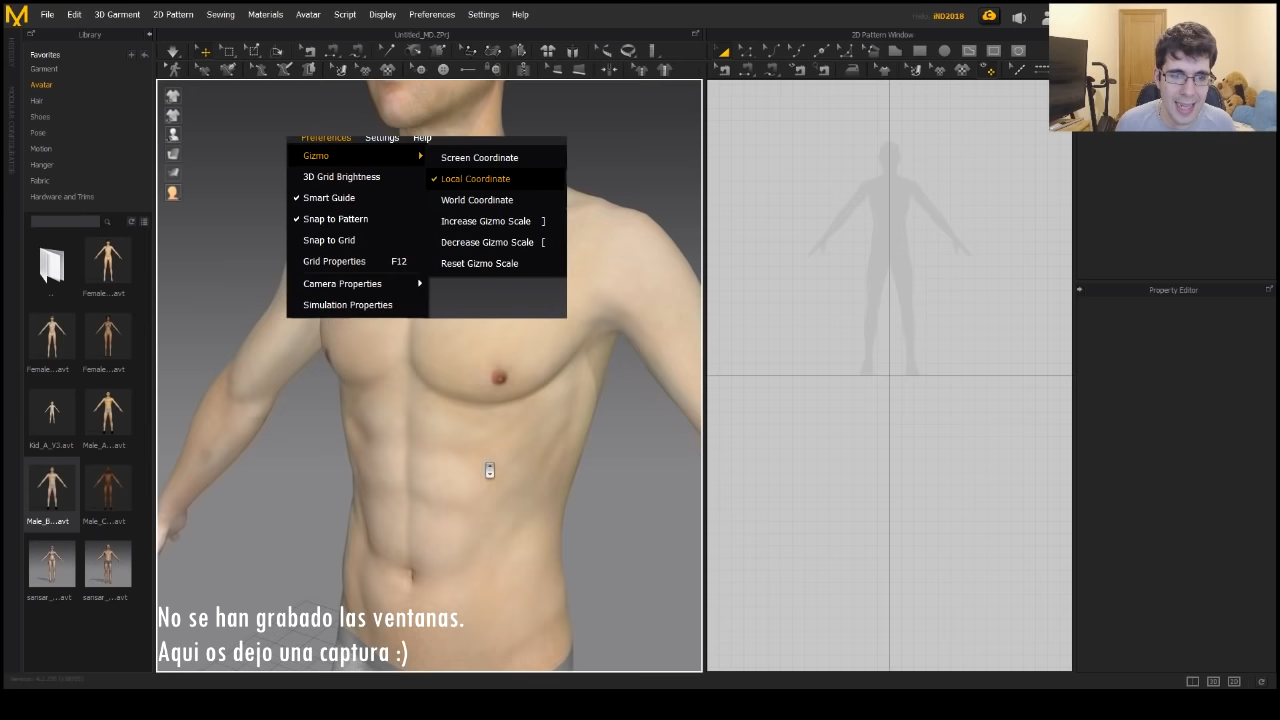 File Edit 3D Garment 2D Pattern Sewing Materials Avatar Script Display Preferences Settings Help
iND2018
Library
Untitled_MD.ZPrj
2D Pattern Window
Favorites
Garment
Avatar
Hair
Shoes
Pose
Motion
Hanger
Fabric
Hardware and Trims
..
Female...avt
Female...avt
Female...avt
Kid_A_V3.avt
Male_A...avt
Male_B...avt
Male_C...avt
sansar_...avt
sansar_...avt
Preferences Settings Help
Gizmo
3D Grid Brightness
Smart Guide
Snap to Pattern
Snap to Grid
Grid Properties F12
Camera Properties
Simulation Properties
Screen Coordinate
Local Coordinate
World Coordinate
Increase Gizmo Scale ]
Decrease Gizmo Scale [
Reset Gizmo Scale
Property Editor
No se han grabado las ventanas.
Aqui os dejo una captura :)
3D
2D